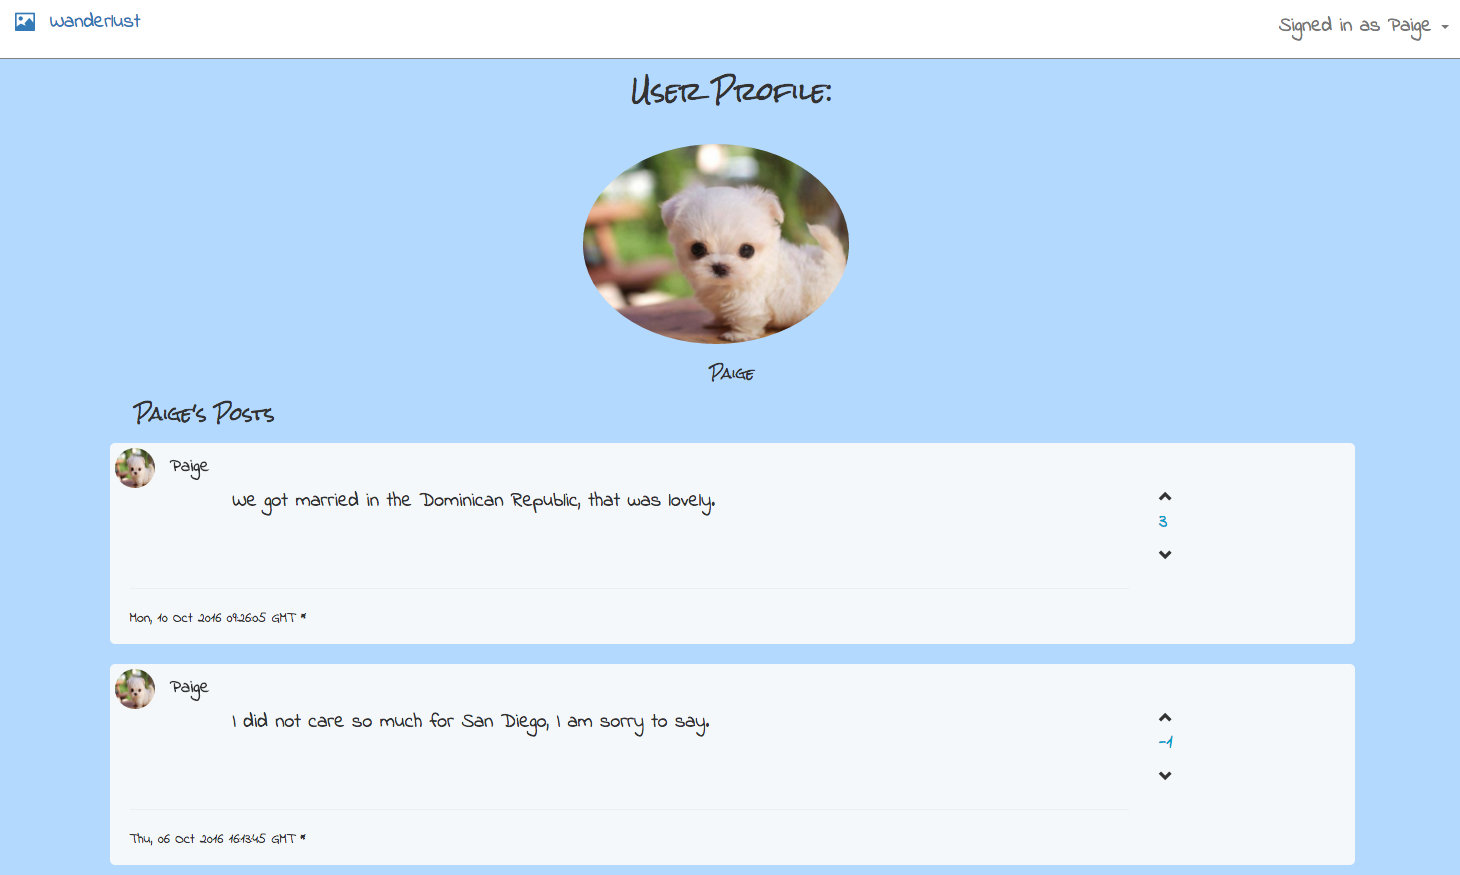 Wanderlust
Signed in as Paige
User Profile:
Paige
Paige's Posts
Paige
We got married in the Dominican Republic, that was lovely.
3
Mon, 10 Oct 2016 09:26:05 GMT *
Paige
I did not care so much for San Diego, I am sorry to say.
-1
Thu, 06 Oct 2016 16:13:45 GMT *